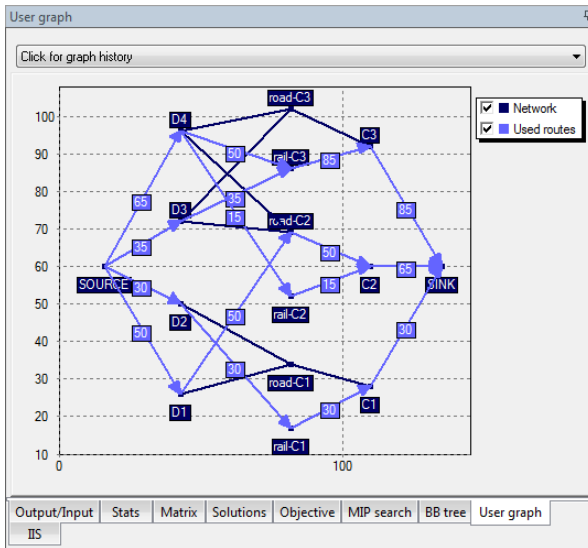 User graph
Click for graph history
Network
Used routes
100
90
80
70
60
50
40
30
20
10
0
100
road-C3
D4
C3
50
rail-C3
85
65
35
85
D3
15
road-C2
35
50
SOURCE
30
15
C2
65
SINK
D2
rail-C2
50
50
30
road-C1
30
30
D1
C1
rail-C1
Output/Input
Stats
Matrix
Solutions
Objective
MIP search
BB tree
User graph
IIS